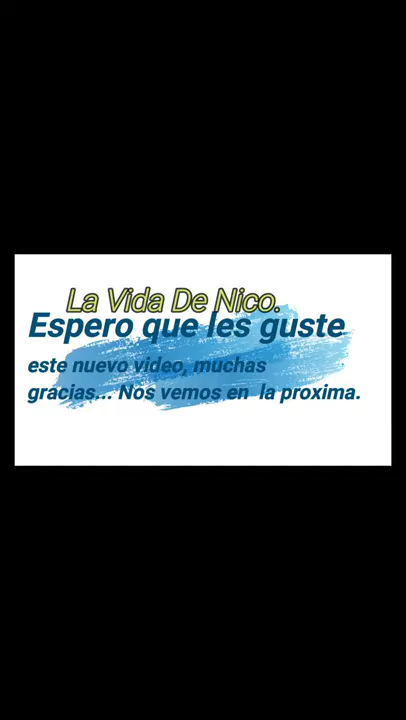 La Vida De Nico.
Espero que les guste
este nuevo video, muchas
gracias... Nos vemos en la proxima.